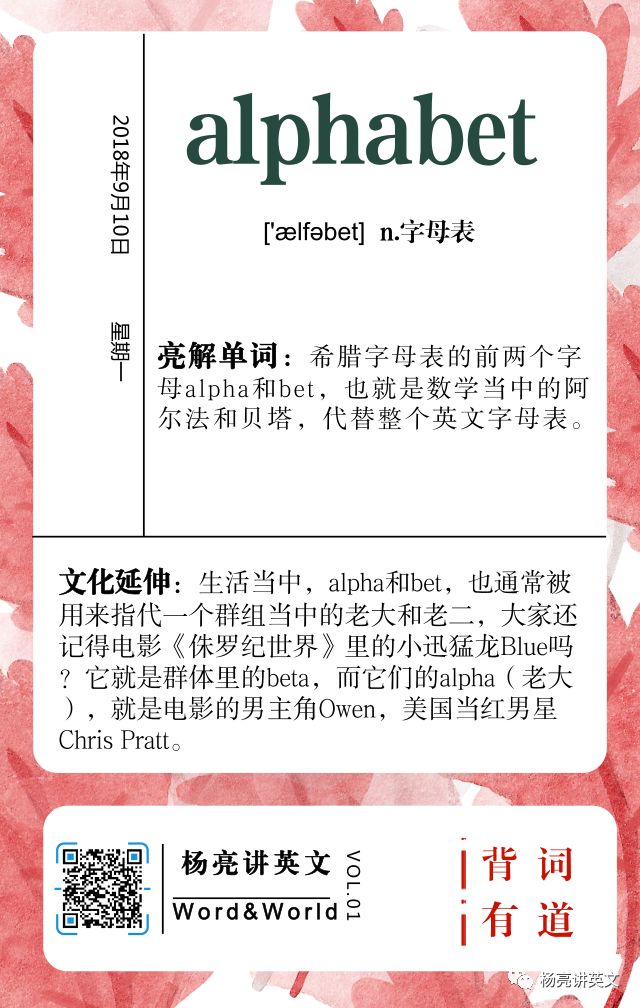 alphabet
['ælfəbet] n.字母表
2018年9月10日 星期一
亮解单词：希腊字母表的前两个字
母alpha和bet，也就是数学当中的阿
尔法和贝塔，代替整个英文字母表。
文化延伸：生活当中，alpha和bet，也通常被
用来指代一个群组当中的老大和老二，大家还
记得电影《侏罗纪世界》里的小迅猛龙Blue吗
？它就是群体里的beta，而它们的alpha（老大
），就是电影的男主角Owen，美国当红男星
Chris Pratt。
杨亮讲英文
Word&World
VOL.01
背词
有道
杨亮讲英文